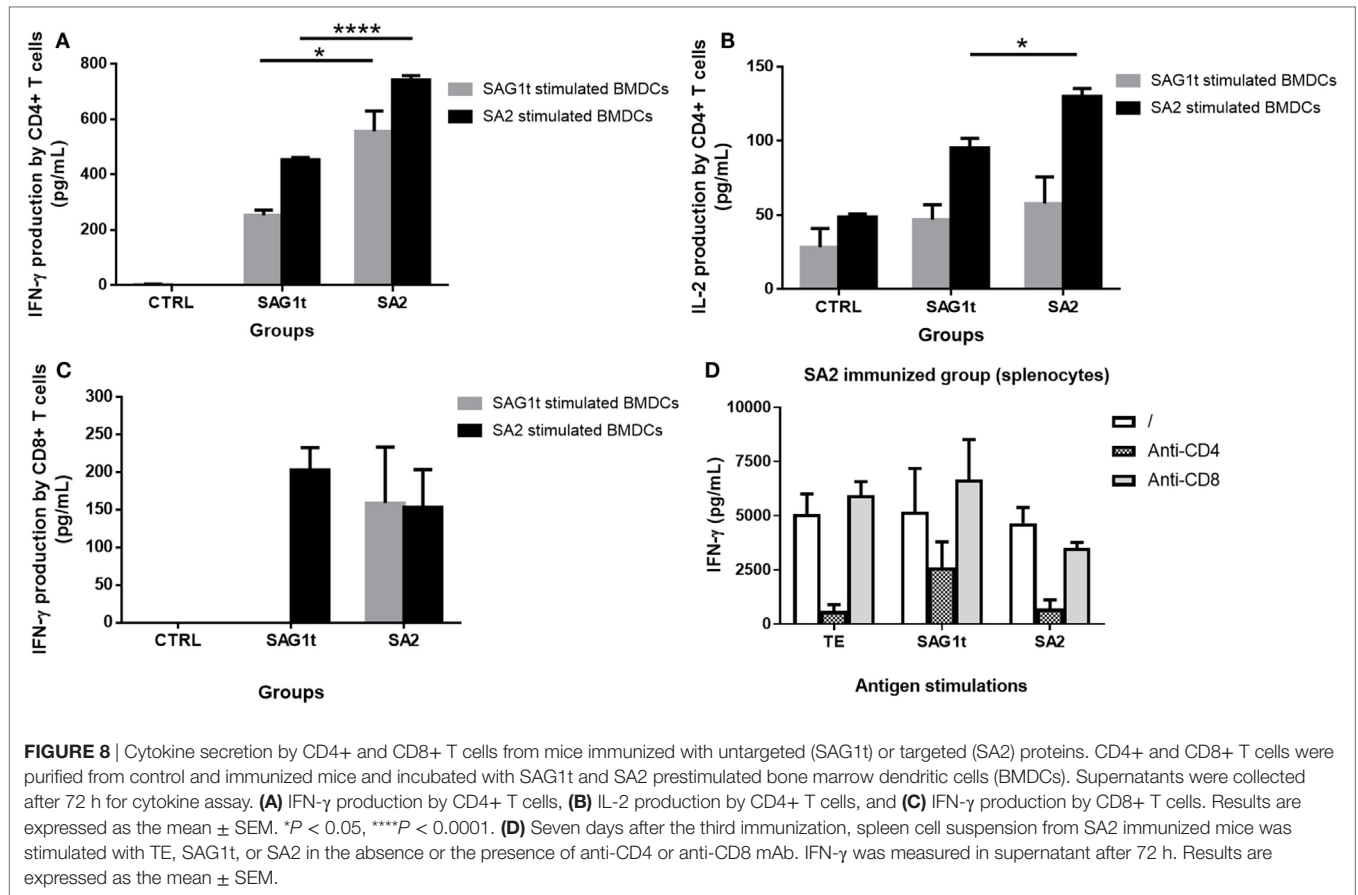 A
****
*
IFN-γ production by CD4+ T cells
(pg/mL)
800
600
400
200
0
CTRL
SAG1t
SA2
Groups
SAG1t stimulated BMDCs
SA2 stimulated BMDCs
B
*
IL-2 production by CD4+ T cells
(pg/mL)
150
100
50
0
CTRL
SAG1t
SA2
Groups
SAG1t stimulated BMDCs
SA2 stimulated BMDCs
C
IFN-γ production by CD8+ T cells
(pg/mL)
300
250
200
150
100
50
0
CTRL
SAG1t
SA2
Groups
SAG1t stimulated BMDCs
SA2 stimulated BMDCs
D
SA2 immunized group (splenocytes)
IFN-γ (pg/mL)
10000
7500
5000
2500
0
TE
SAG1t
SA2
Antigen stimulations
/
Anti-CD4
Anti-CD8
FIGURE 8 | Cytokine secretion by CD4+ and CD8+ T cells from mice immunized with untargeted (SAG1t) or targeted (SA2) proteins. CD4+ and CD8+ T cells were
purified from control and immunized mice and incubated with SAG1t and SA2 prestimulated bone marrow dendritic cells (BMDCs). Supernatants were collected
after 72 h for cytokine assay. (A) IFN-γ production by CD4+ T cells, (B) IL-2 production by CD4+ T cells, and (C) IFN-γ production by CD8+ T cells. Results are
expressed as the mean ± SEM. *P < 0.05, ****P < 0.0001. (D) Seven days after the third immunization, spleen cell suspension from SA2 immunized mice was
stimulated with TE, SAG1t, or SA2 in the absence or the presence of anti-CD4 or anti-CD8 mAb. IFN-γ was measured in supernatant after 72 h. Results are
expressed as the mean ± SEM.